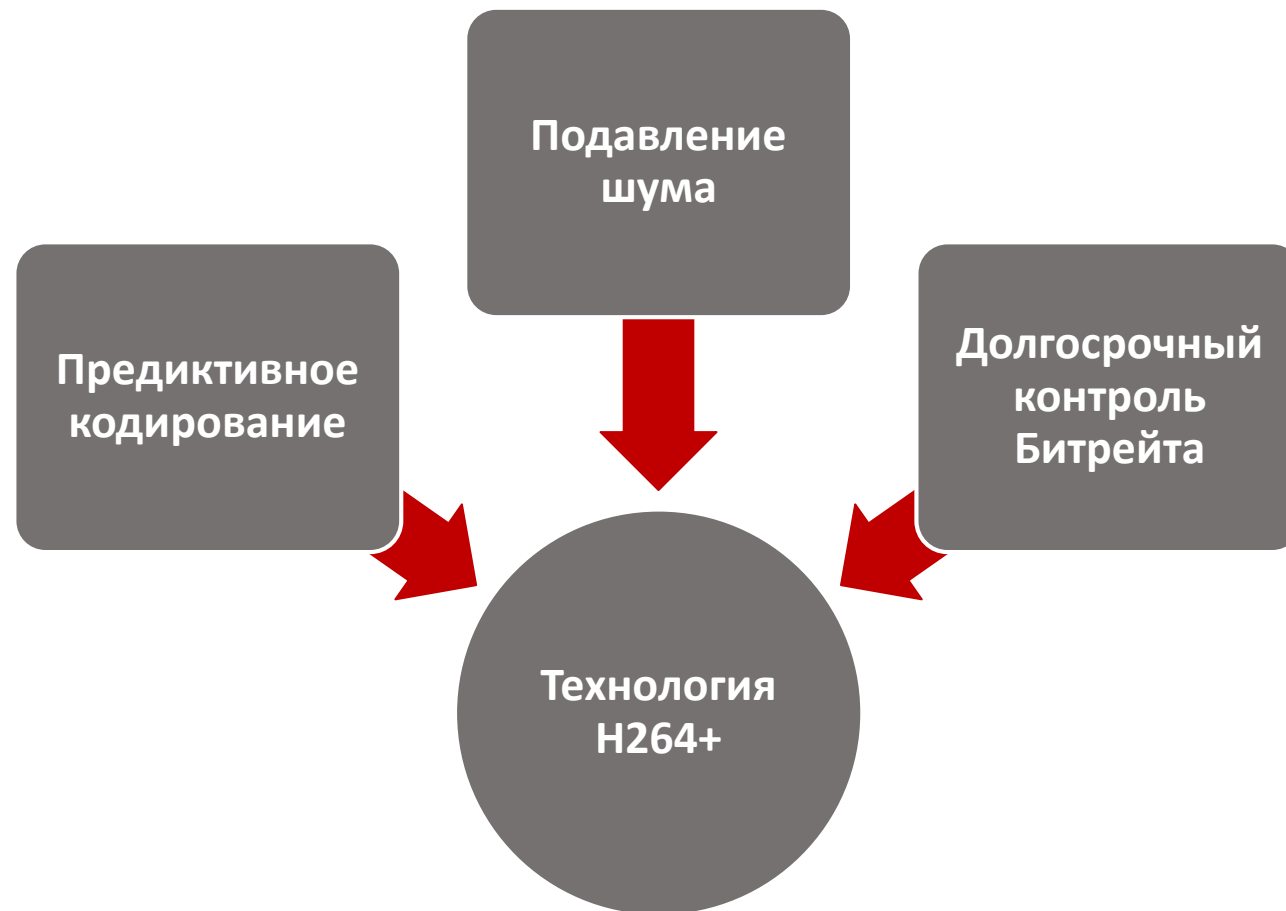 Подавление
шума
Предиктивное
кодирование
Долгосрочный
контроль
Битрейта
Технология
H264+